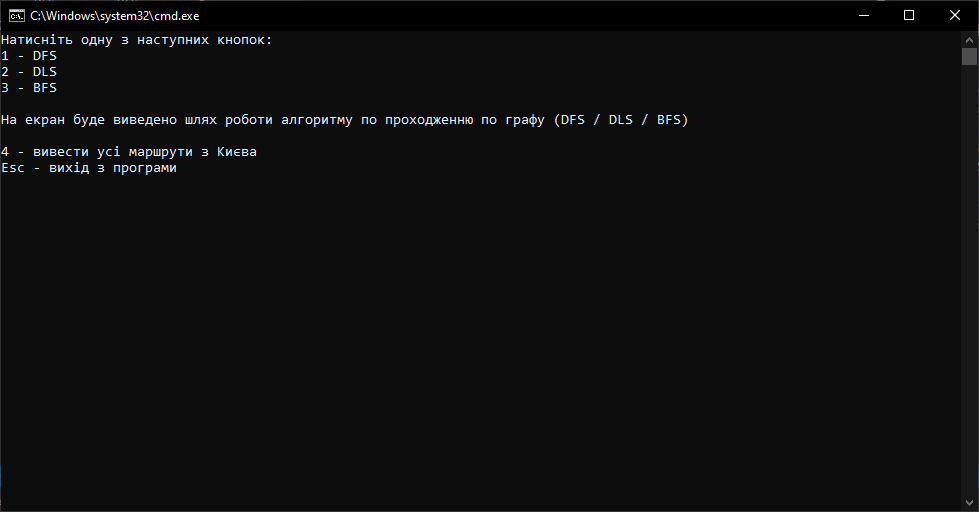 C:\Windows\system32\cmd.exe
Натисніть одну з наступних кнопок:
1 - DFS
2 - DLS
3 - BFS
На екран буде виведено шлях роботи алгоритму по проходженню по графу (DFS / DLS / BFS)
4 - вивести усі маршрути з Києва
Esc - вихід з програми